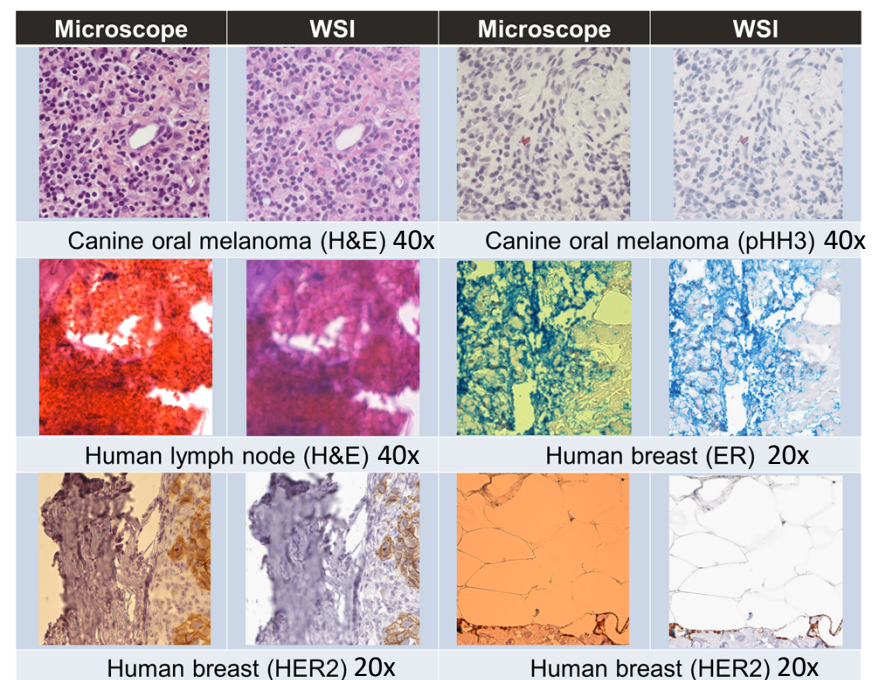 Microscope WSI Microscope WSI
Canine oral melanoma (H&E) 40x Canine oral melanoma (pHH3) 40x
Human lymph node (H&E) 40x Human breast (ER) 20x
Human breast (HER2) 20x Human breast (HER2) 20x